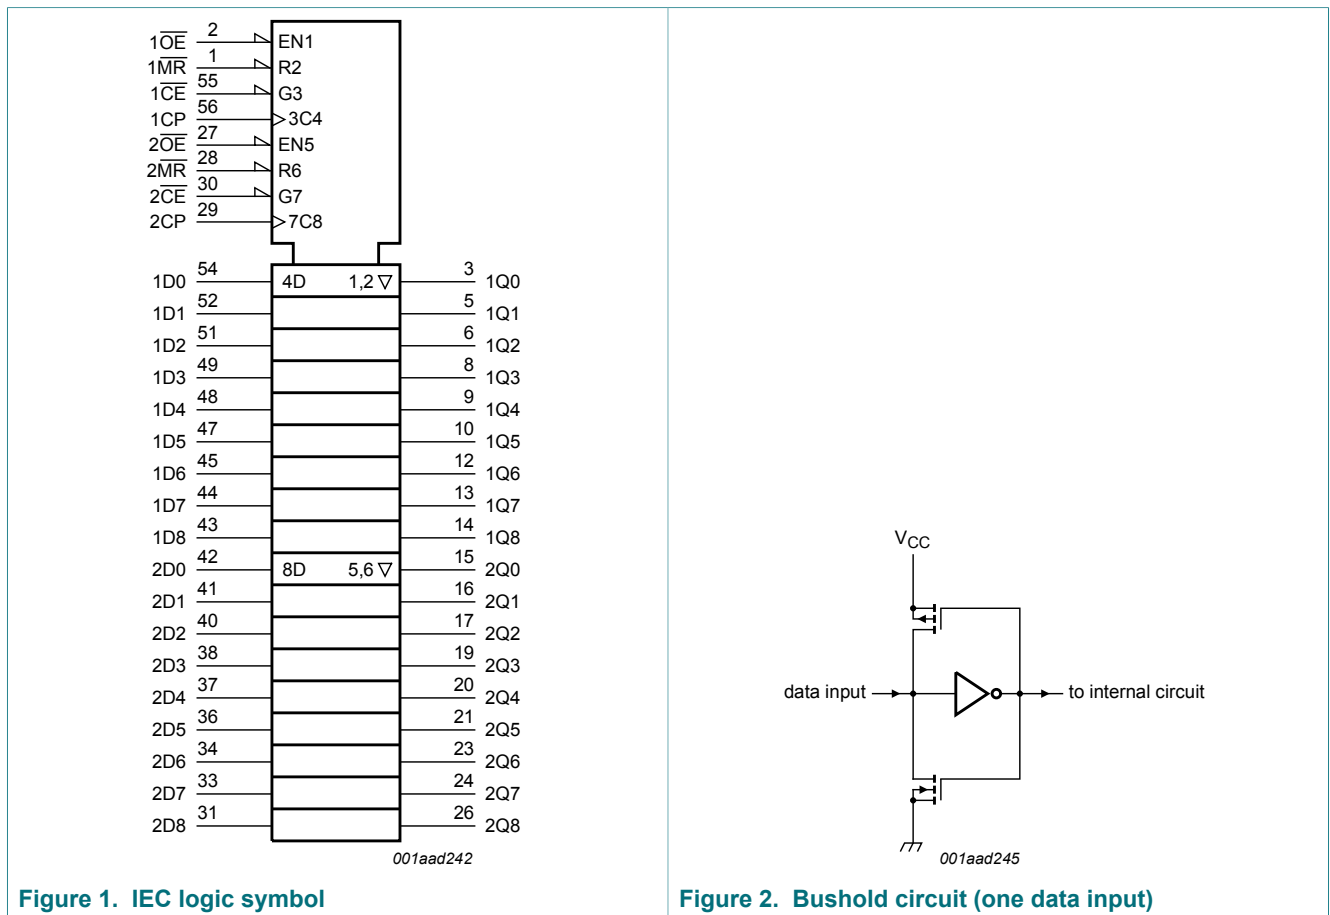 1O̅E̅ 2 EN1
1M̅R̅ 1 R2
1C̅E̅ 55 G3
1CP 56 3C4
2O̅E̅ 27 EN5
2M̅R̅ 28 R6
2C̅E̅ 30 G7
2CP 29 7C8
1D0 54 4D 1,2 ▽ 3 1Q0
1D1 52 5 1Q1
1D2 51 6 1Q2
1D3 49 8 1Q3
1D4 48 9 1Q4
1D5 47 10 1Q5
1D6 45 12 1Q6
1D7 44 13 1Q7
1D8 43 14 1Q8
2D0 42 8D 5,6 ▽ 15 2Q0
2D1 41 16 2Q1
2D2 40 17 2Q2
2D3 38 19 2Q3
2D4 37 20 2Q4
2D5 36 21 2Q5
2D6 34 23 2Q6
2D7 33 24 2Q7
2D8 31 26 2Q8
001aad242
Figure 1. IEC logic symbol
VCC
data input
to internal circuit
001aad245
Figure 2. Bushold circuit (one data input)